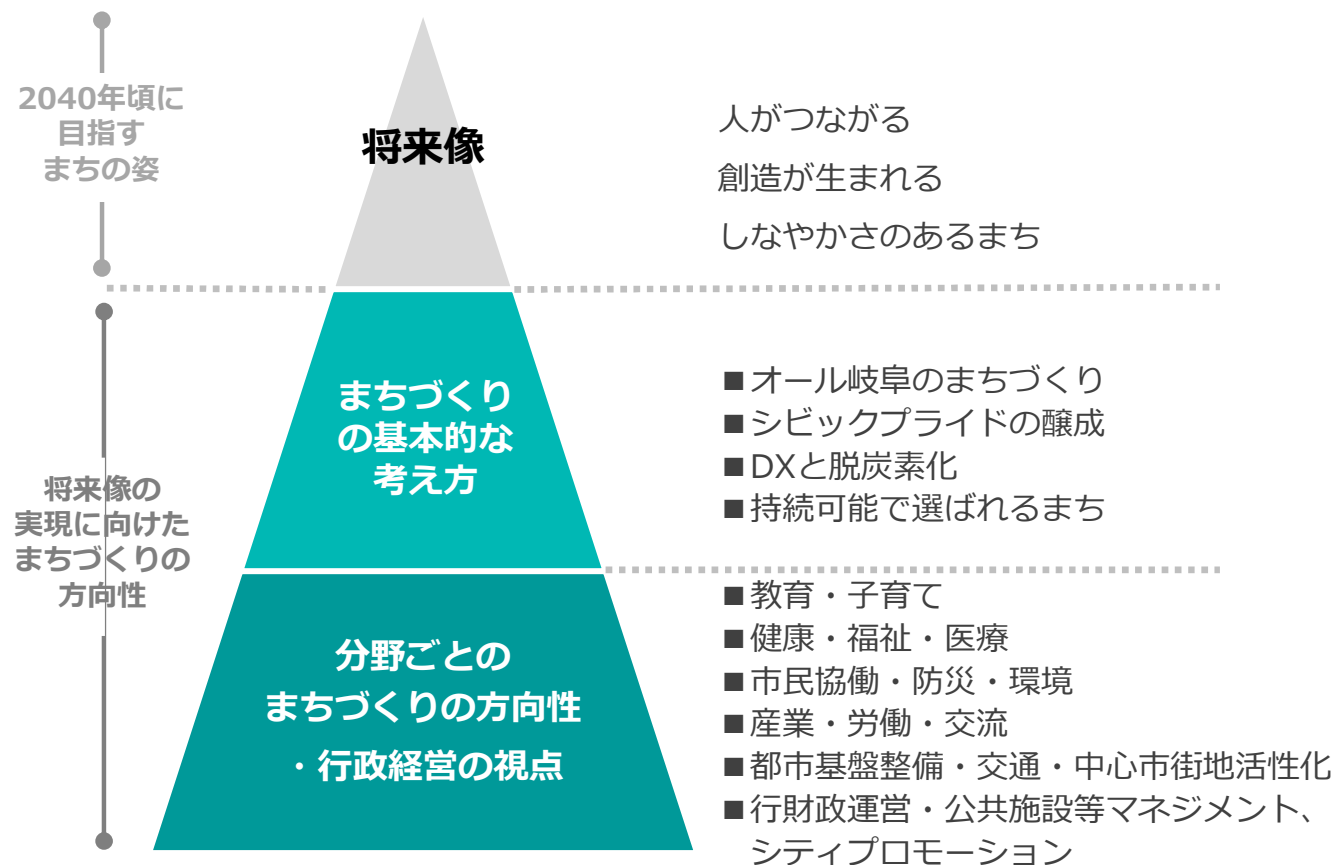 2040年頃に
目指す
まちの姿
将来像
人がつながる
創造が生まれる
しなやかさのあるまち
将来像の
実現に向けた
まちづくりの
方向性
まちづくり
の基本的な
考え方
■オール岐阜のまちづくり
■シビックプライドの醸成
■DXと脱炭素化
■持続可能で選ばれるまち
分野ごとの
まちづくりの方向性
・行政経営の視点
■教育・子育て
■健康・福祉・医療
■市民協働・防災・環境
■産業・労働・交流
■都市基盤整備・交通・中心市街地活性化
■行財政運営・公共施設等マネジメント、
シティプロモーション